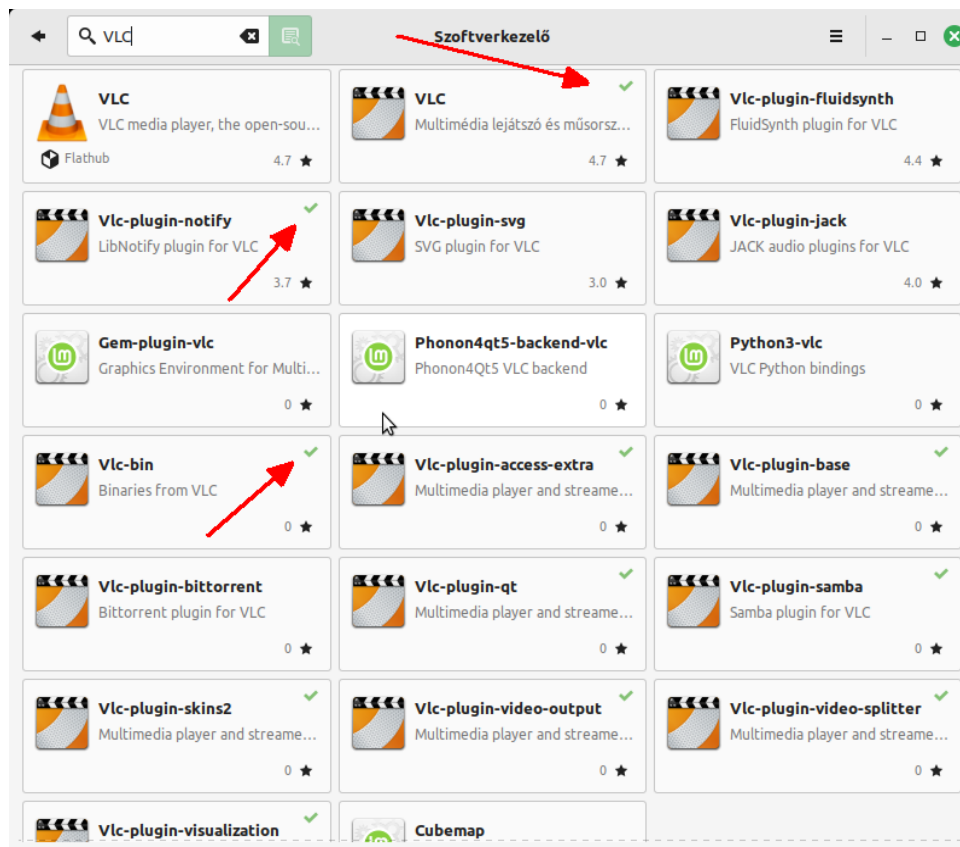 VLC
Szoftverkezelő
VLC
VLC media player, the open-sou...
Flathub
4.7
VLC
Multimédia lejátszó és műsorsz...
4.7
Vlc-plugin-fluidsynth
FluidSynth plugin for VLC
4.4
Vlc-plugin-notify
LibNotify plugin for VLC
3.7
Vlc-plugin-svg
SVG plugin for VLC
3.0
Vlc-plugin-jack
JACK audio plugins for VLC
4.0
Gem-plugin-vlc
Graphics Environment for Multi...
0
Phonon4qt5-backend-vlc
Phonon4Qt5 VLC backend
0
Python3-vlc
VLC Python bindings
0
Vlc-bin
Binaries from VLC
0
Vlc-plugin-access-extra
Multimedia player and streame...
0
Vlc-plugin-base
Multimedia player and streame...
0
Vlc-plugin-bittorrent
Bittorrent plugin for VLC
0
Vlc-plugin-qt
Multimedia player and streame...
0
Vlc-plugin-samba
Samba plugin for VLC
0
Vlc-plugin-skins2
Multimedia player and streame...
0
Vlc-plugin-video-output
Multimedia player and streame...
0
Vlc-plugin-video-splitter
Multimedia player and streame...
0
Vlc-plugin-visualization
Cubemap